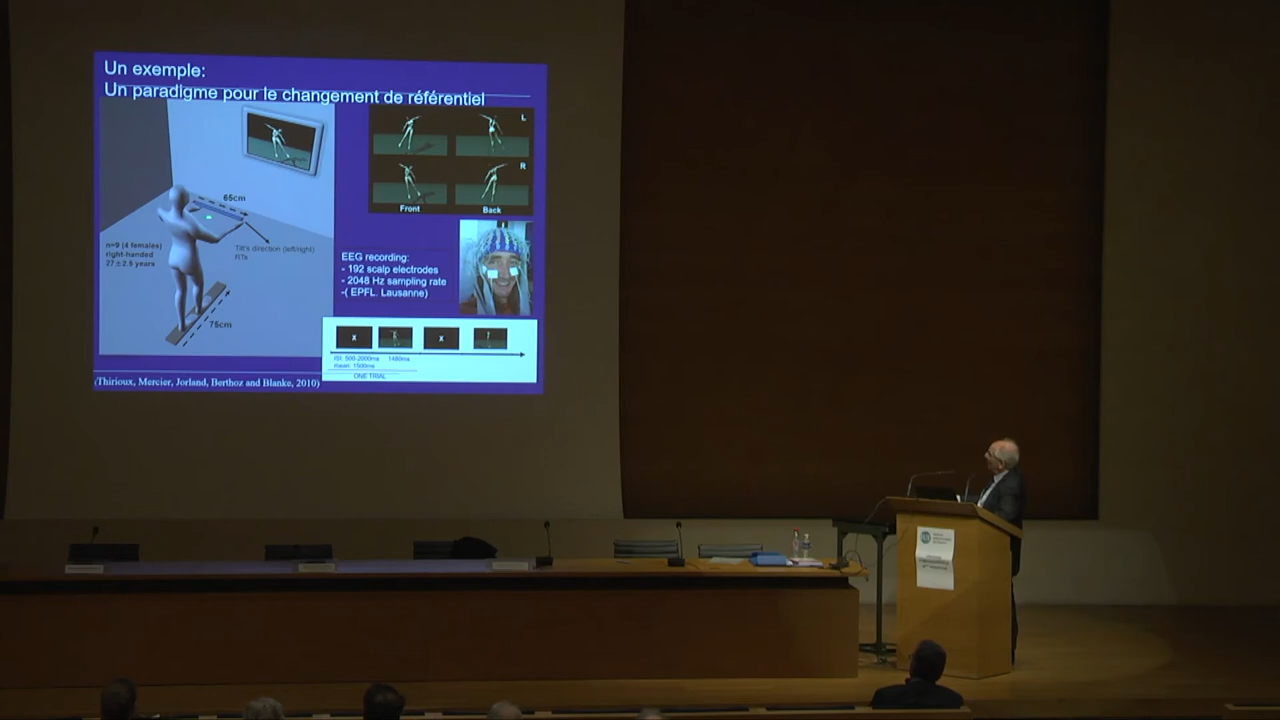 Un exemple:
Un paradigme pour le changement de référentiel
L
R
Front Back
65cm
n=9 (4 females)
right-handed
27±2.5 years
Tilt's direction (left/right)
RTs
75cm
EEG recording:
- 192 scalp electrodes
- 2048 Hz sampling rate
-( EPFL. Lausanne)
X
X
ISI: 500-2000ms 1480ms
mean: 1500ms
ONE TRIAL
(Thirioux, Mercier, Jorland, Berthoz and Blanke, 2010)